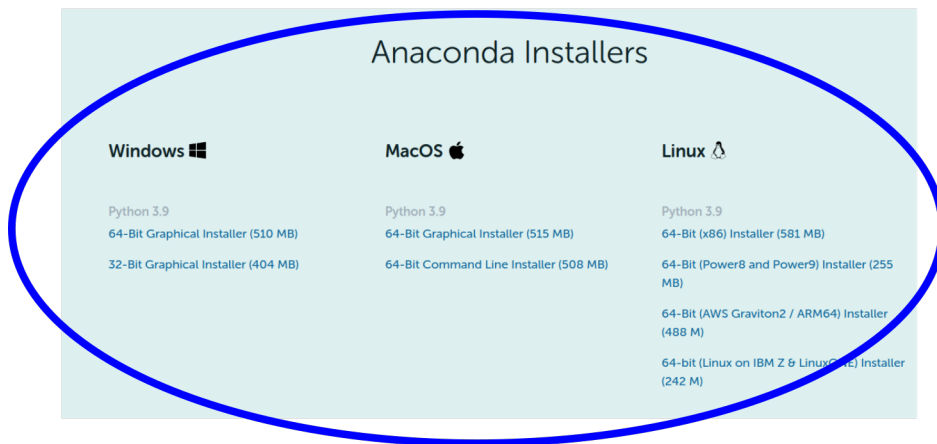 Anaconda Installers
Windows
MacOS
Linux
Python 3.9
64-Bit Graphical Installer (510 MB)
32-Bit Graphical Installer (404 MB)
Python 3.9
64-Bit Graphical Installer (515 MB)
64-Bit Command Line Installer (508 MB)
Python 3.9
64-Bit (x86) Installer (581 MB)
64-Bit (Power8 and Power9) Installer (255
MB)
64-Bit (AWS Graviton2 / ARM64) Installer
(488 M)
64-bit (Linux on IBM Z & LinuxONE) Installer
(242 M)